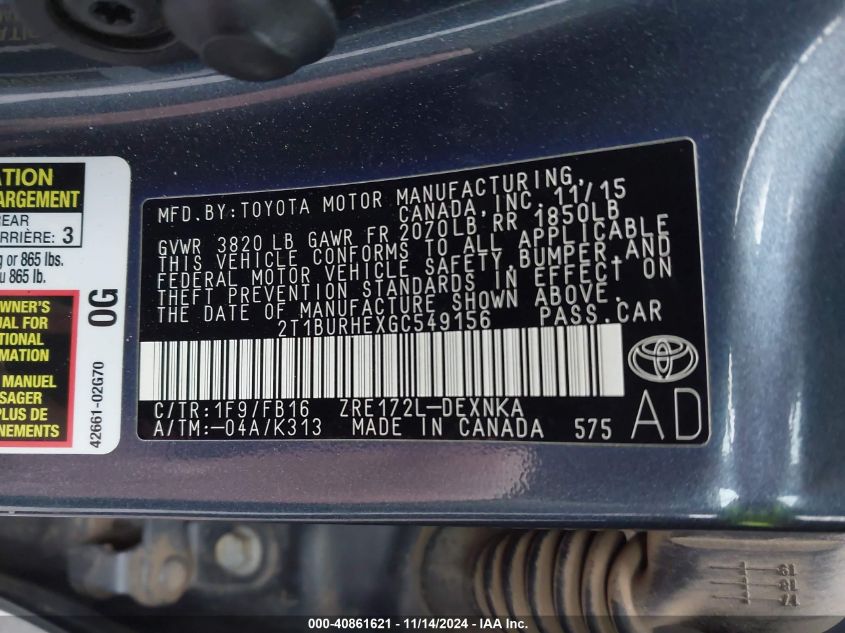 ATION
ARGEMENT
REAR
ARRIÈRE: 3
g or 865 lbs.
u 865 lb.
OWNER'S
UAL FOR
TIONAL
RMATION
MANUEL
SAGER
PLUS DE
NEMENTS
42661-02G70
0G
MFD. BY: TOYOTA MOTOR MANUFACTURING,
CANADA, INC. 11/15
GVWR 3820 LB GAWR FR 2070LB, RR 1850LB
THIS VEHICLE CONFORMS TO ALL APPLICABLE
FEDERAL MOTOR VEHICLE SAFETY, BUMPER, AND
THEFT PREVENTION STANDARDS IN EFFECT ON
THE DATE OF MANUFACTURE SHOWN ABOVE.
2T1BURHEXGC549156 PASS.CAR
C/TR:1F9/FB16 ZRE172L-DEXNKA
A/TM:-04A/K313 MADE IN CANADA 575
AD
000-40861621 - 11/14/2024 - IAA Inc.